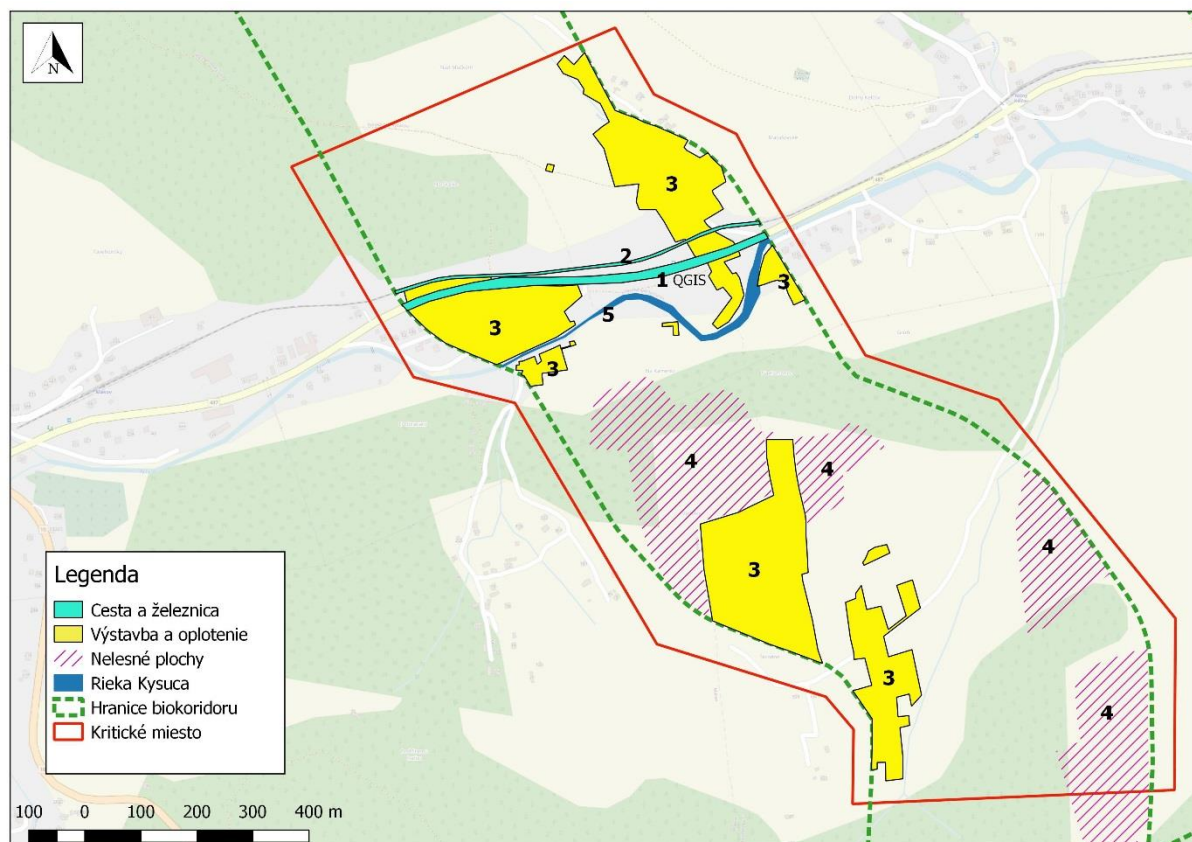 N
3
2
1 QGIS
3
5
3
3
4
4
3
4
3
4
Legenda
Cesta a železnica
Výstavba a oplotenie
Nelesné plochy
Rieka Kysuca
Hranice biokoridoru
Kritické miesto
100 0 100 200 300 400 m